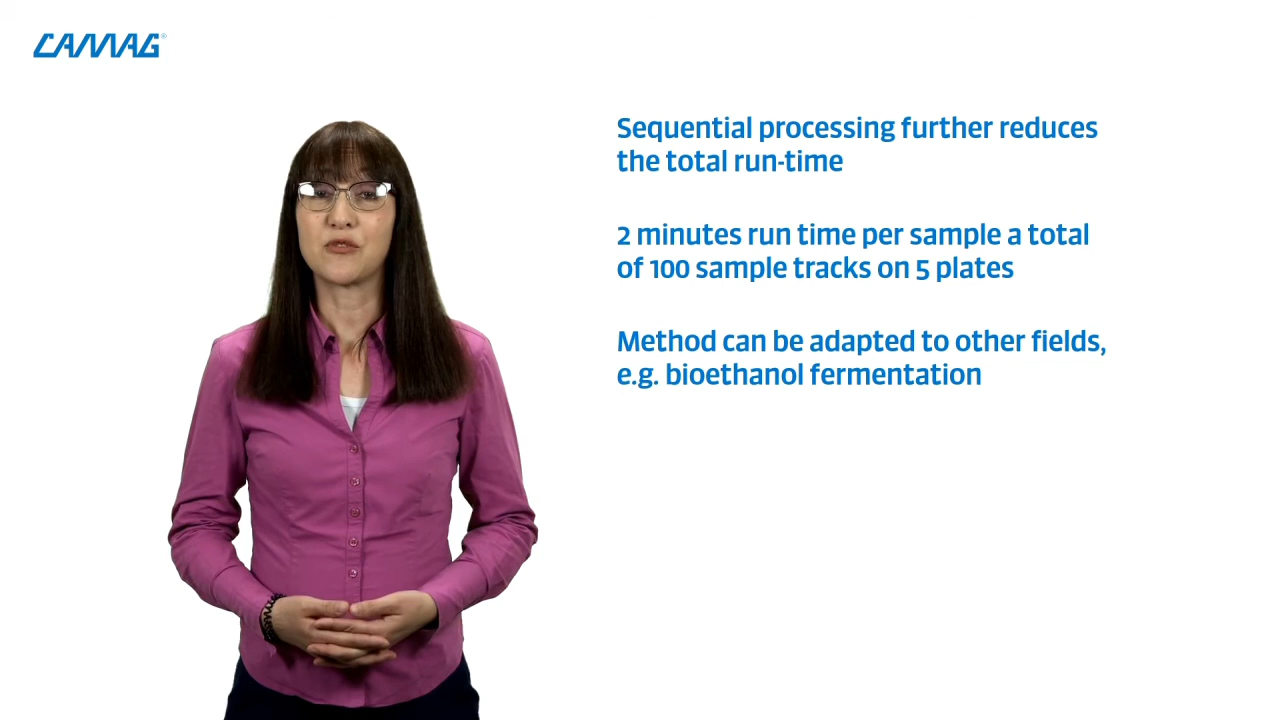 CAMAG®
Sequential processing further reduces
the total run-time
2 minutes run time per sample a total
of 100 sample tracks on 5 plates
Method can be adapted to other fields,
e.g. bioethanol fermentation